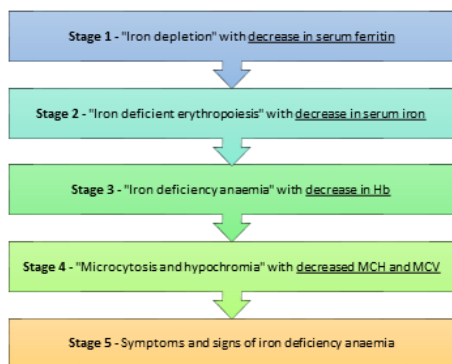 Stage 1 - "Iron depletion" with decrease in serum ferritin
Stage 2 - "Iron deficient erythropoiesis" with decrease in serum iron
Stage 3 - "Iron deficiency anaemia" with decrease in Hb
Stage 4 - "Microcytosis and hypochromia" with decreased MCH and MCV
Stage 5 - Symptoms and signs of iron deficiency anaemia